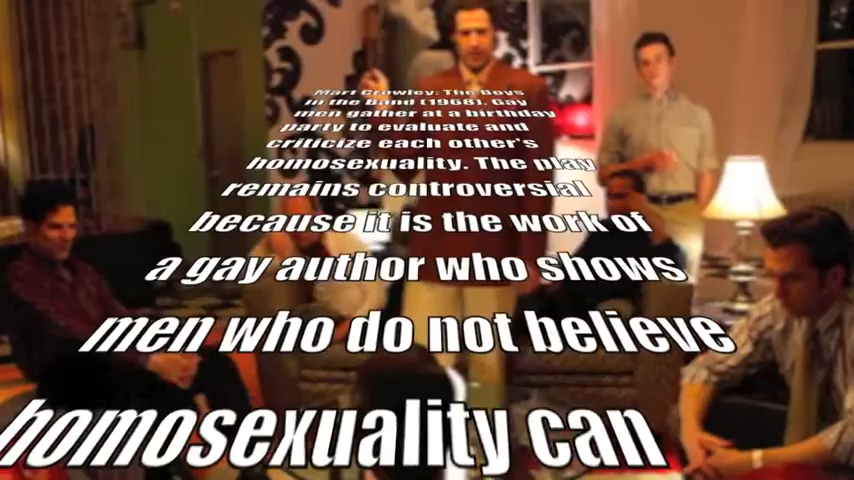 Mart Crowley: The Boys
in the Band (1968). Gay
men gather at a birthday
party to evaluate and
criticize each other's
homosexuality. The play
remains controversial
because it is the work of
a gay author who shows
men who do not believe
homosexuality can